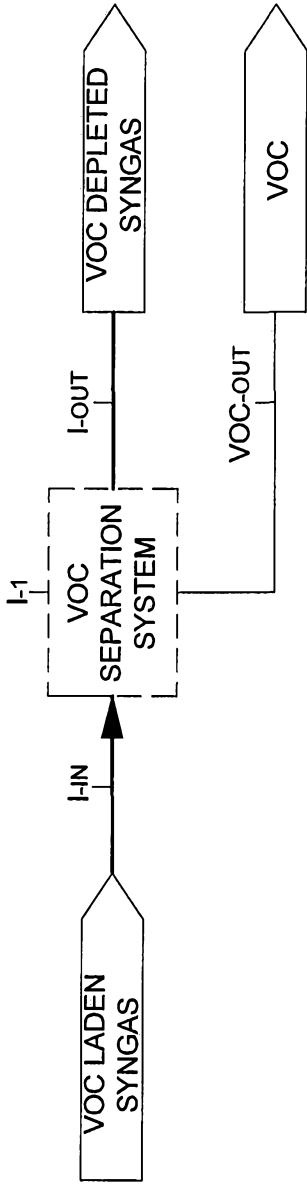 VOC LADEN
SYNGAS
I-IN
I-1
VOC
SEPARATION
SYSTEM
I-OUT
VOC DEPLETED
SYNGAS
VOC-OUT
VOC